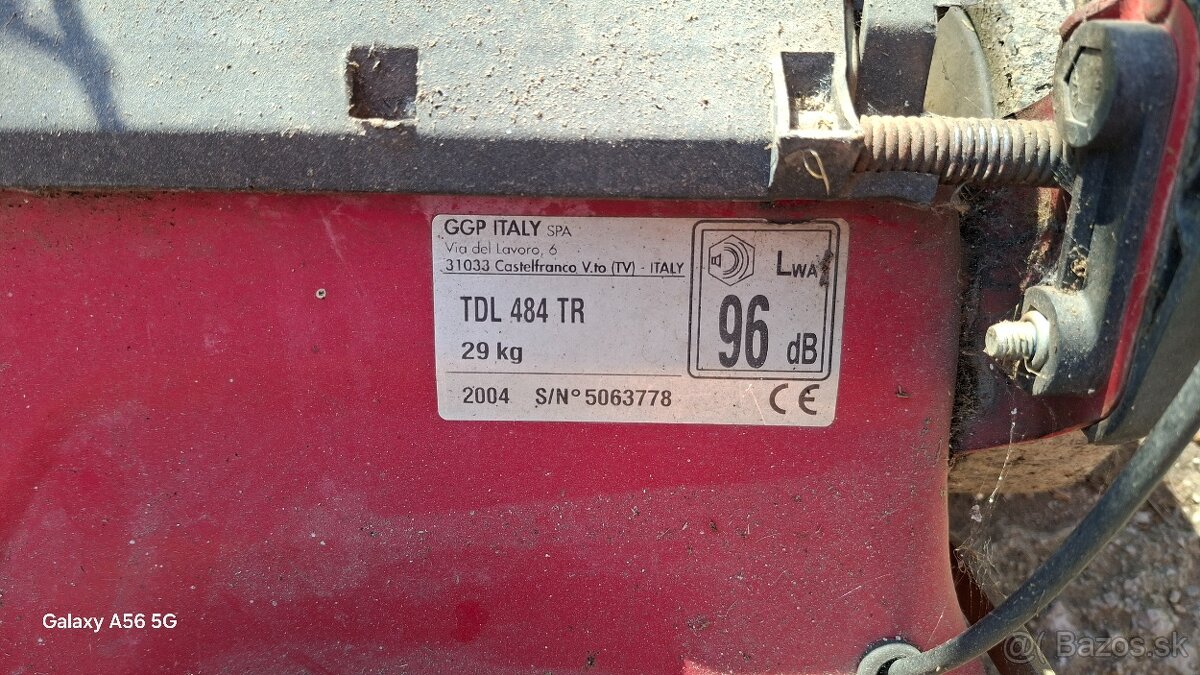 GGP ITALY SPA
Via del Lavoro, 6
31033 Castelfranco V.to (TV) - ITALY
TDL 484 TR
29 kg
2004 S/N° 5063778
LWA
96 dB
CE
Galaxy A56 5G
@ Bazos.sk